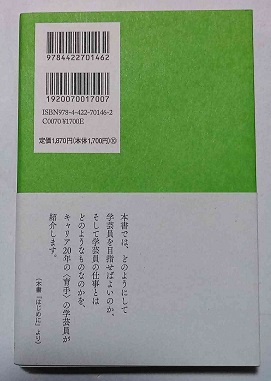 9784422701462
1920070017007
ISBN978-4-422-70146-2
C0070 ¥1700E
定価1,870円(本体1,700円)⑩
本書では、どのようにして
学芸員を目指せばよいのか、
そして学芸員の仕事とは
どのようなものなのかを、
キャリア20年の〈育手〉の学芸員が
紹介します。
(本書「はじめに」より)